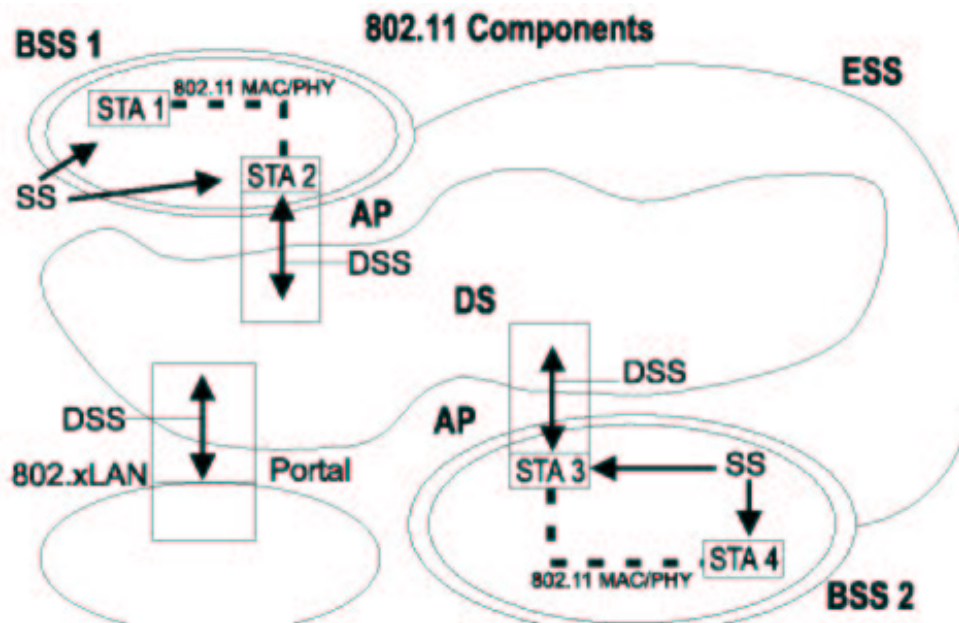 802.11 Components
BSS 1
ESS
802.11 MAC/PHY
STA 1
STA 2
SS
AP
DSS
DS
DSS
DSS
AP
802.xLAN
Portal
STA 3
SS
STA 4
802.11 MAC/PHY
BSS 2